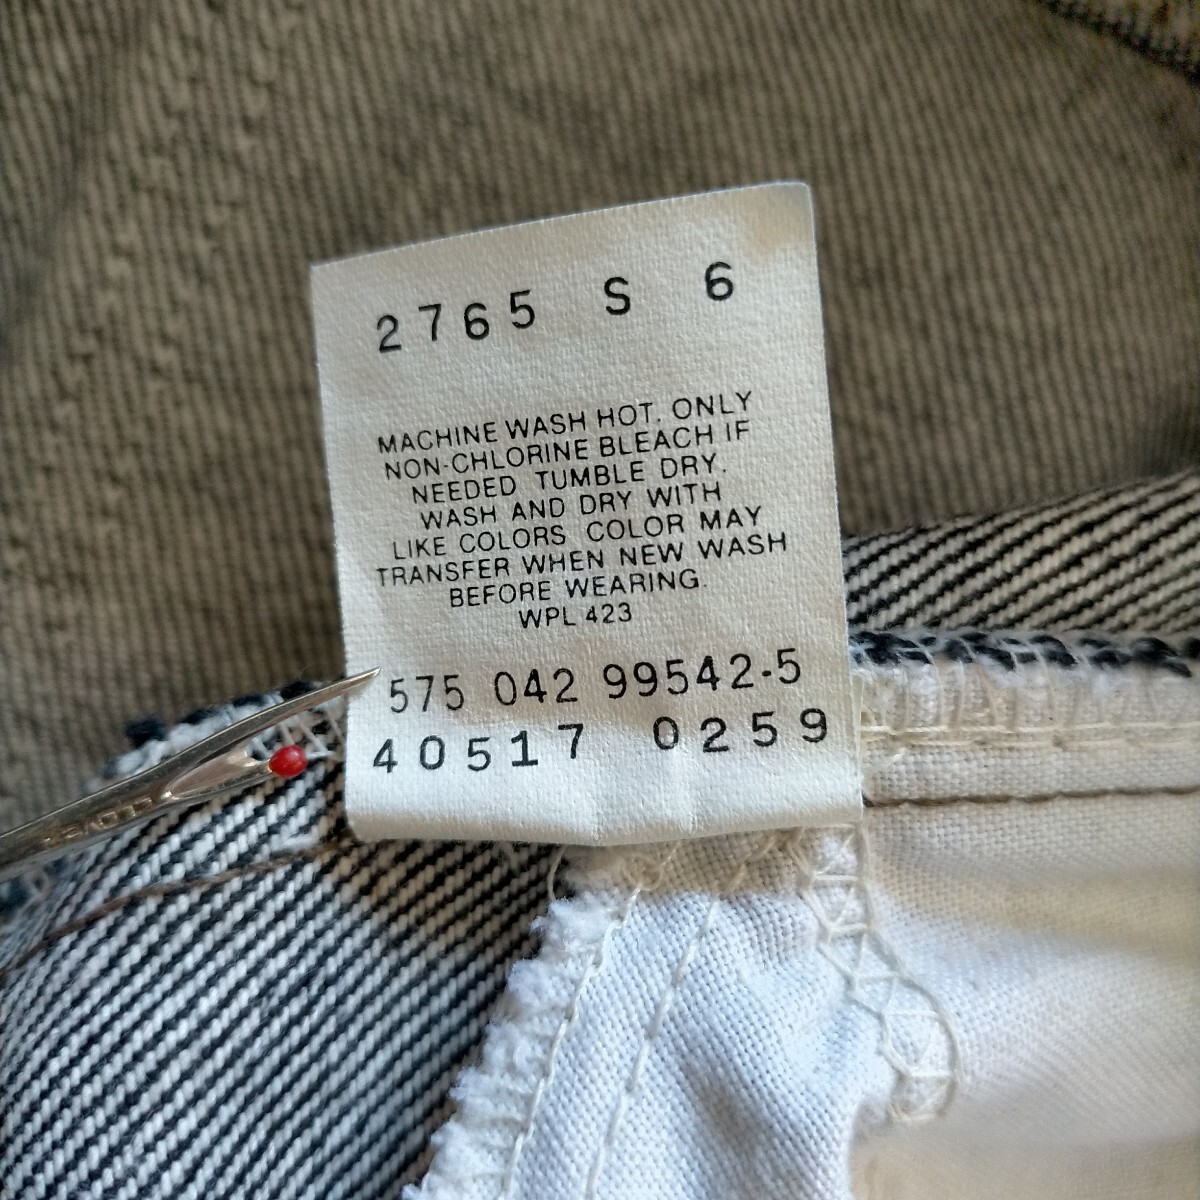 2765 S 6
MACHINE WASH HOT. ONLY
NON-CHLORINE BLEACH IF
NEEDED TUMBLE DRY.
WASH AND DRY WITH
LIKE COLORS COLOR MAY
TRANSFER WHEN NEW WASH
BEFORE WEARING.
WPL 423
575 042 99542-5
40517 0259
CLOVER